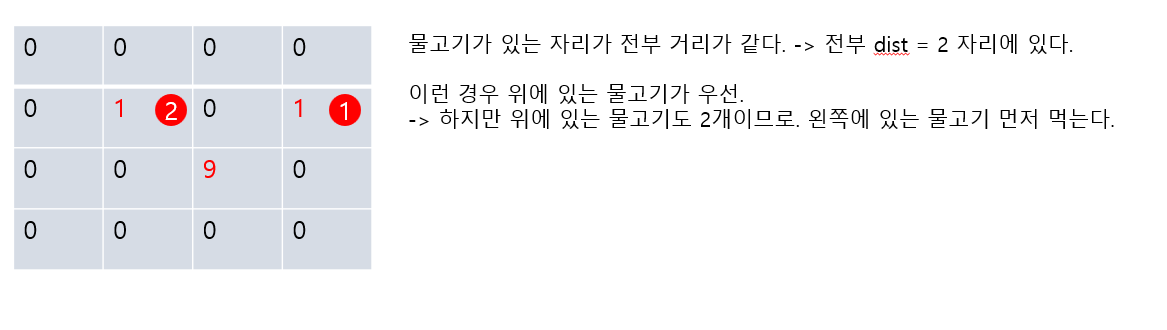 0 0 0 0
0 1 2 0 1 1
0 0 9 0
0 0 0 0
물고기가 있는 자리가 전부 거리가 같다. -> 전부 dist = 2 자리에 있다.
이런 경우 위에 있는 물고기가 우선.
-> 하지만 위에 있는 물고기도 2개이므로. 왼쪽에 있는 물고기 먼저 먹는다.